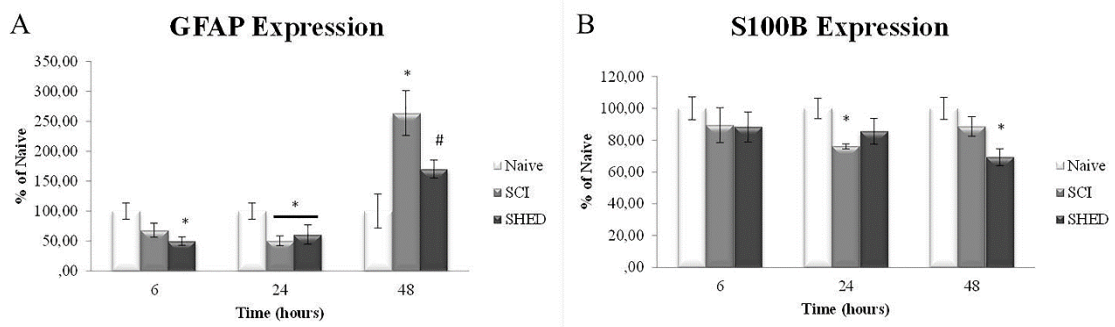 A
GFAP Expression
350,00
300,00
250,00
200,00
150,00
100,00
50,00
,00
% of Naive
*
*
*
#
6
24
48
Time (hours)
Naive
SCI
SHED
B
S100B Expression
120,00
100,00
80,00
60,00
40,00
20,00
,00
% of Naive
*
*
6
24
48
Time (hours)
Naive
SCI
SHED